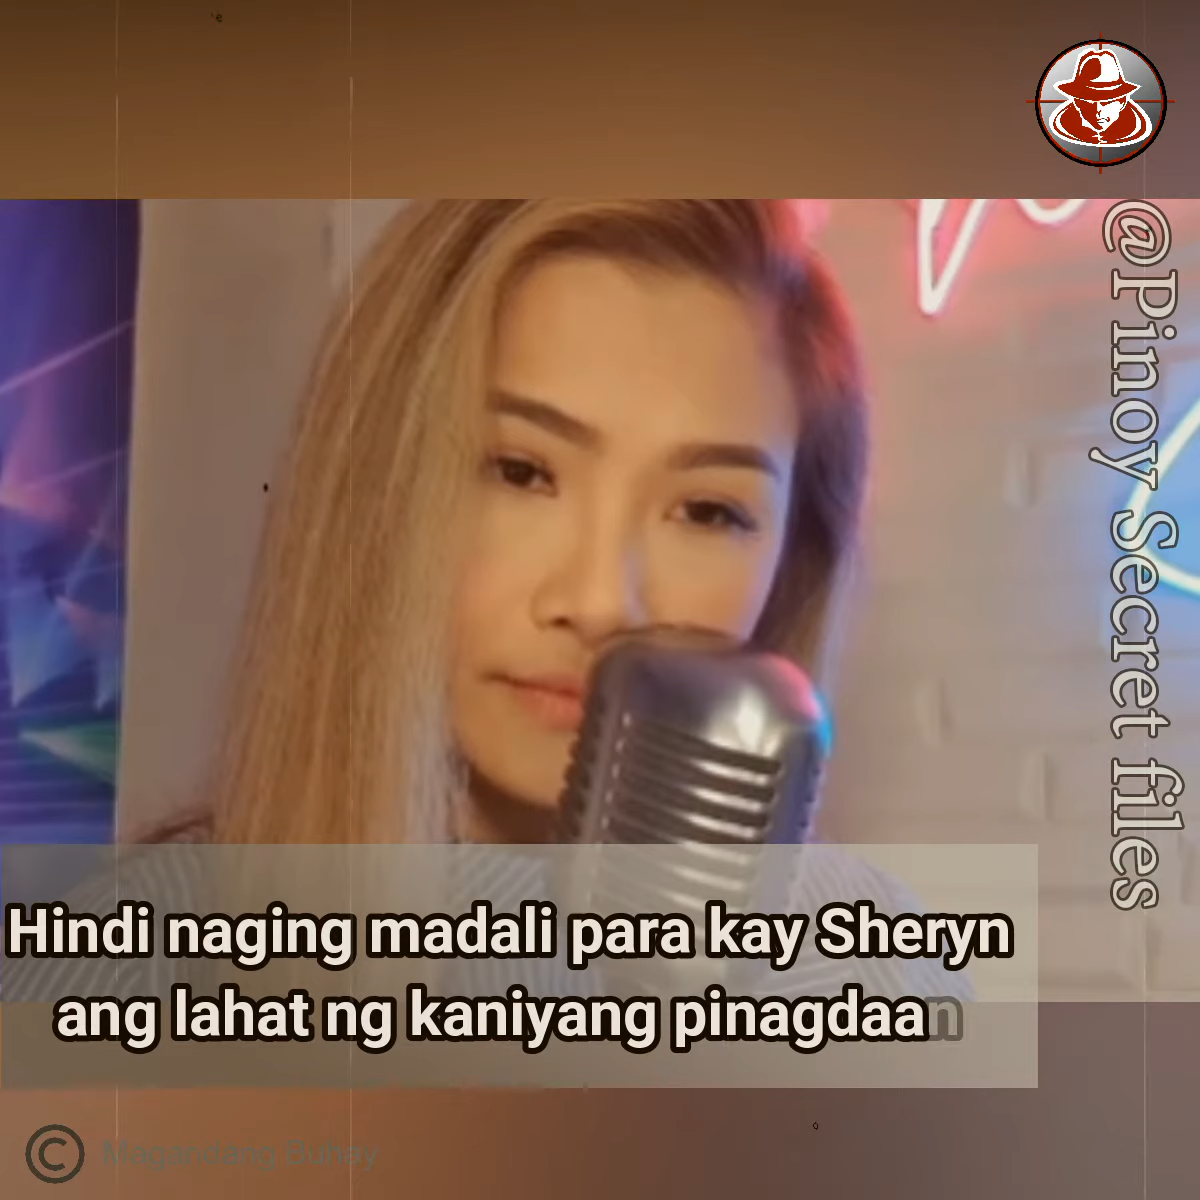 @Pinoy Secret files
Hindi naging madali para kay Sheryn
ang lahat ng kaniyang pinagdaan
© Magandang Buhay